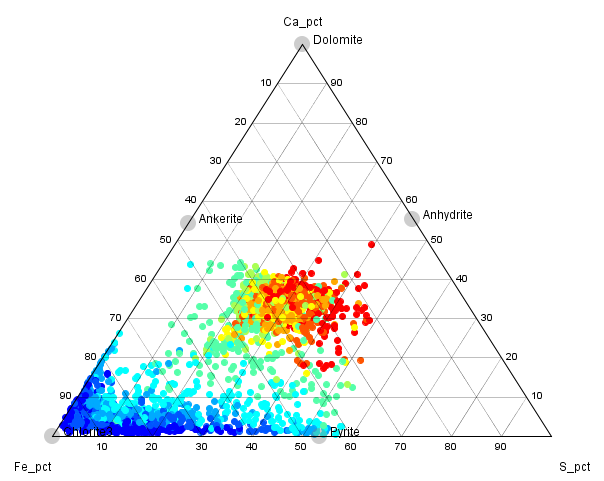 Ca_pct
Dolomite
10 90
20 80
30 70
40 60
Ankerite Anhydrite
50 50
60 40
70 30
80 20
90 10
Pyrite
10 20 30 40 50 60 70 80 90
Fe_pct S_pct